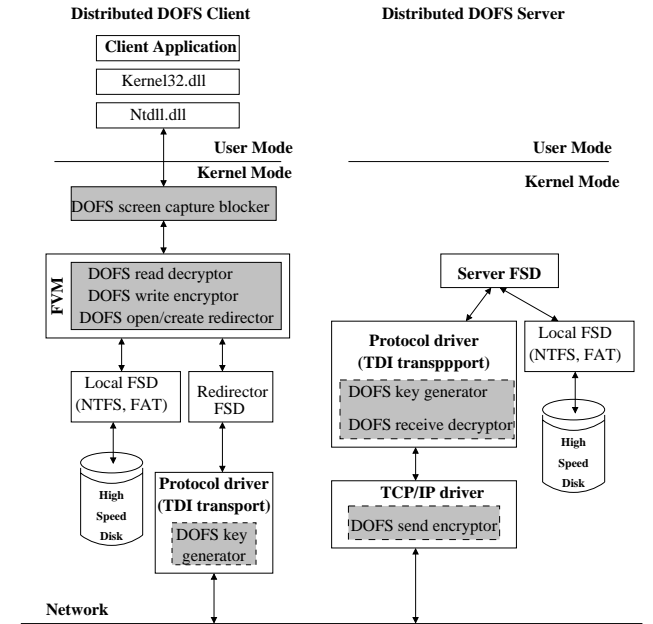 Distributed DOFS Client
Client Application
Kernel32.dll
Ntdll.dll
User Mode
Kernel Mode
DOFS screen capture blocker
FVM
DOFS read decryptor
DOFS write encryptor
DOFS open/create redirector
Local FSD
(NTFS, FAT)
Redirector
FSD
High
Speed
Disk
Protocol driver
(TDI transport)
DOFS key
generator
Distributed DOFS Server
User Mode
Kernel Mode
Server FSD
Protocol driver
(TDI transppport)
DOFS key generator
DOFS receive decryptor
Local FSD
(NTFS, FAT)
High
Speed
Disk
TCP/IP driver
DOFS send encryptor
Network